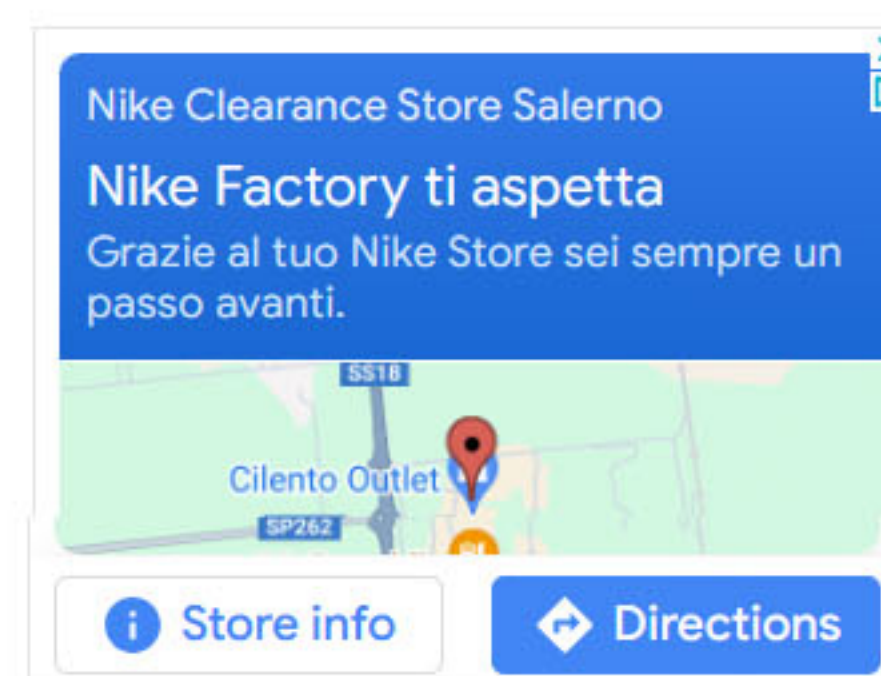 Nike Clearance Store Salerno
Nike Factory ti aspetta
Grazie al tuo Nike Store sei sempre un
passo avanti.
SS18
Cilento Outlet
SP262
Store info
Directions